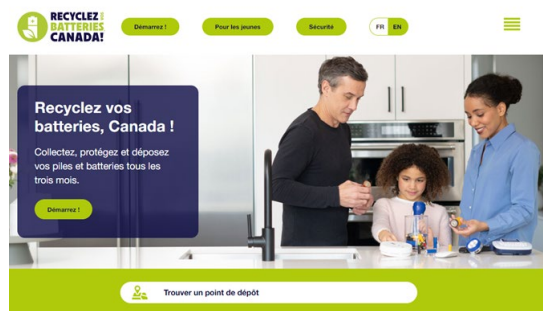 RECYCLEZ VOS
BATTERIES
CANADA!
Démarrez !
Pour les jeunes
Sécurité
FR EN
Recyclez vos
batteries, Canada !
Collectez, protégez et déposez
vos piles et batteries tous les
trois mois.
Démarrez !
Trouver un point de dépôt